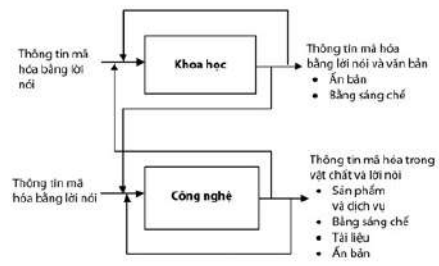 Thông tin mã
hóa bằng lời
nói
Khoa học
Thông tin mã hóa
bằng lời nói và văn bản
• Ấn bản
• Bằng sáng chế
Thông tin mã
hóa bằng lời nói
Công nghệ
Thông tin mã hóa trong
vật chất và lời nói
• Sản phẩm
và dịch vụ
• Bằng sáng chế
• Tài liệu
• Ấn bản